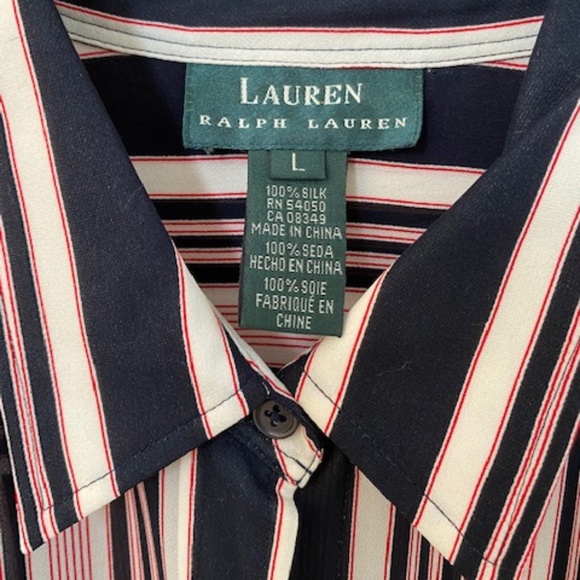 LAUREN
RALPH LAUREN
L
100% SILK
RN 54050
CA 08349
MADE IN CHINA
100% SEDA
HECHO EN CHINA
100% SOIE
FABRIQUÉ EN
CHINE